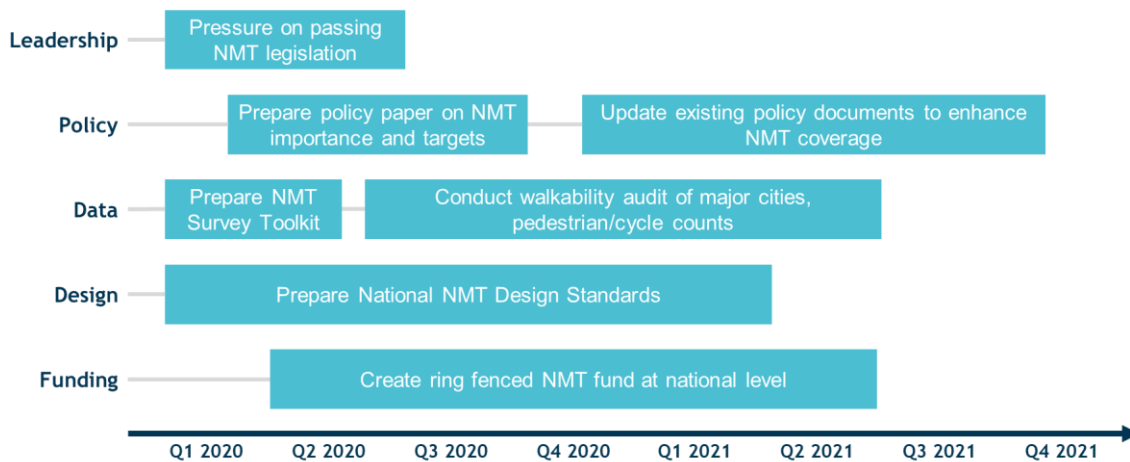 Leadership
Pressure on passing
NMT legislation
Policy
Prepare policy paper on NMT
importance and targets
Update existing policy documents to enhance
NMT coverage
Data
Prepare NMT
Survey Toolkit
Conduct walkability audit of major cities,
pedestrian/cycle counts
Design
Prepare National NMT Design Standards
Funding
Create ring fenced NMT fund at national level
Q1 2020 Q2 2020 Q3 2020 Q4 2020 Q1 2021 Q2 2021 Q3 2021 Q4 2021